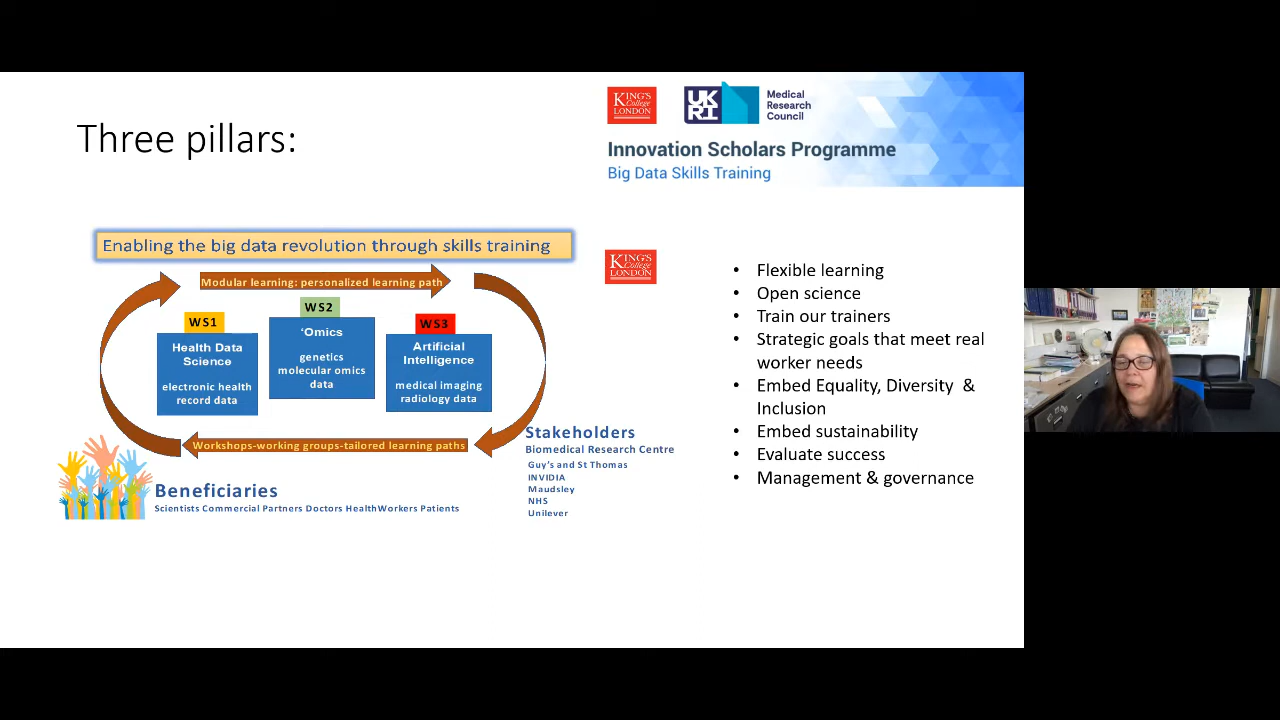 Three pillars:
KING'S
College
LONDON
UK
RI
Medical
Research
Council
Innovation Scholars Programme
Big Data Skills Training
Enabling the big data revolution through skills training
Modular learning: personalized learning path
WS1
Health Data
Science
electronic health
record data
WS2
‘Omics
genetics
molecular omics
data
WS3
Artificial
Intelligence
medical imaging
radiology data
Workshops-working groups-tailored learning paths
Beneficiaries
Scientists Commercial Partners Doctors HealthWorkers Patients
Stakeholders
Biomedical Research Centre
Guy's and St Thomas
INVIDIA
Maudsley
NHS
Unilever
KING'S
College
LONDON
• Flexible learning
• Open science
• Train our trainers
• Strategic goals that meet real
worker needs
• Embed Equality, Diversity &
Inclusion
• Embed sustainability
• Evaluate success
• Management & governance